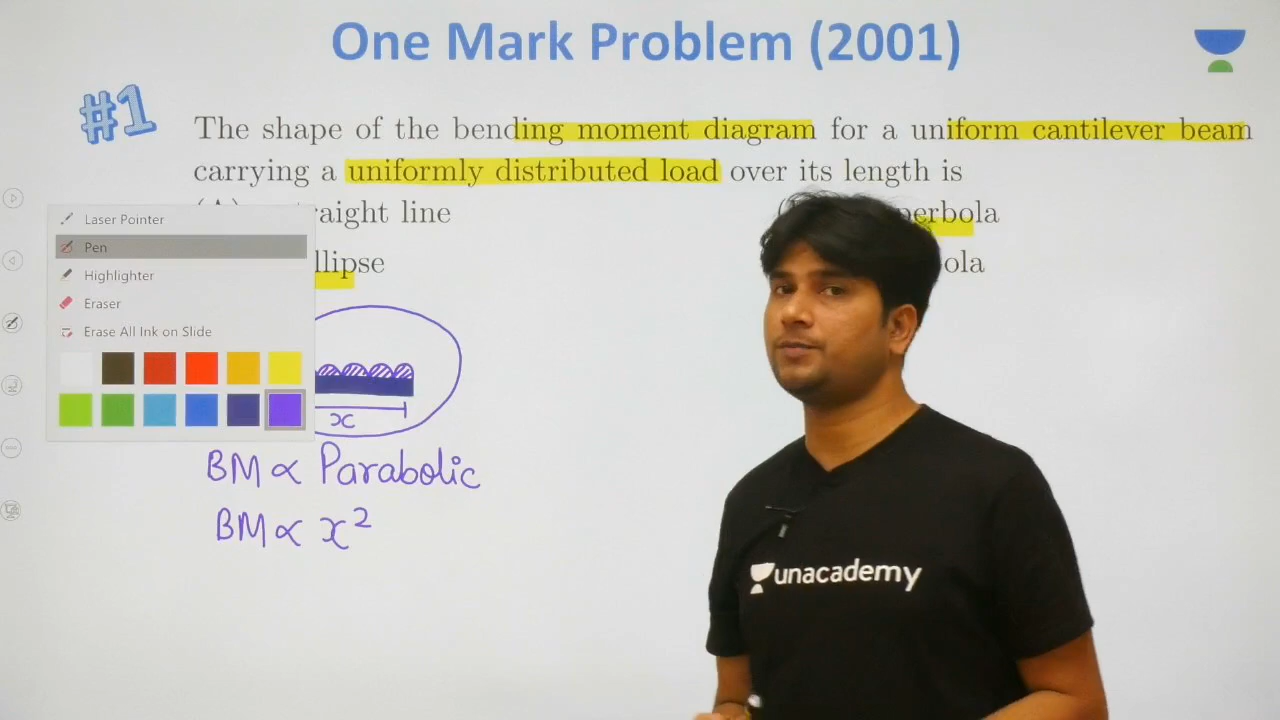 One Mark Problem (2001)
#1
The shape of the bending moment diagram for a uniform cantilever beam
carrying a uniformly distributed load over its length is
Laser Pointer
Pen
Highlighter
Eraser
Erase All Ink on Slide
line
x
BM ∝ Parabolic
BM ∝ x²
unacademy